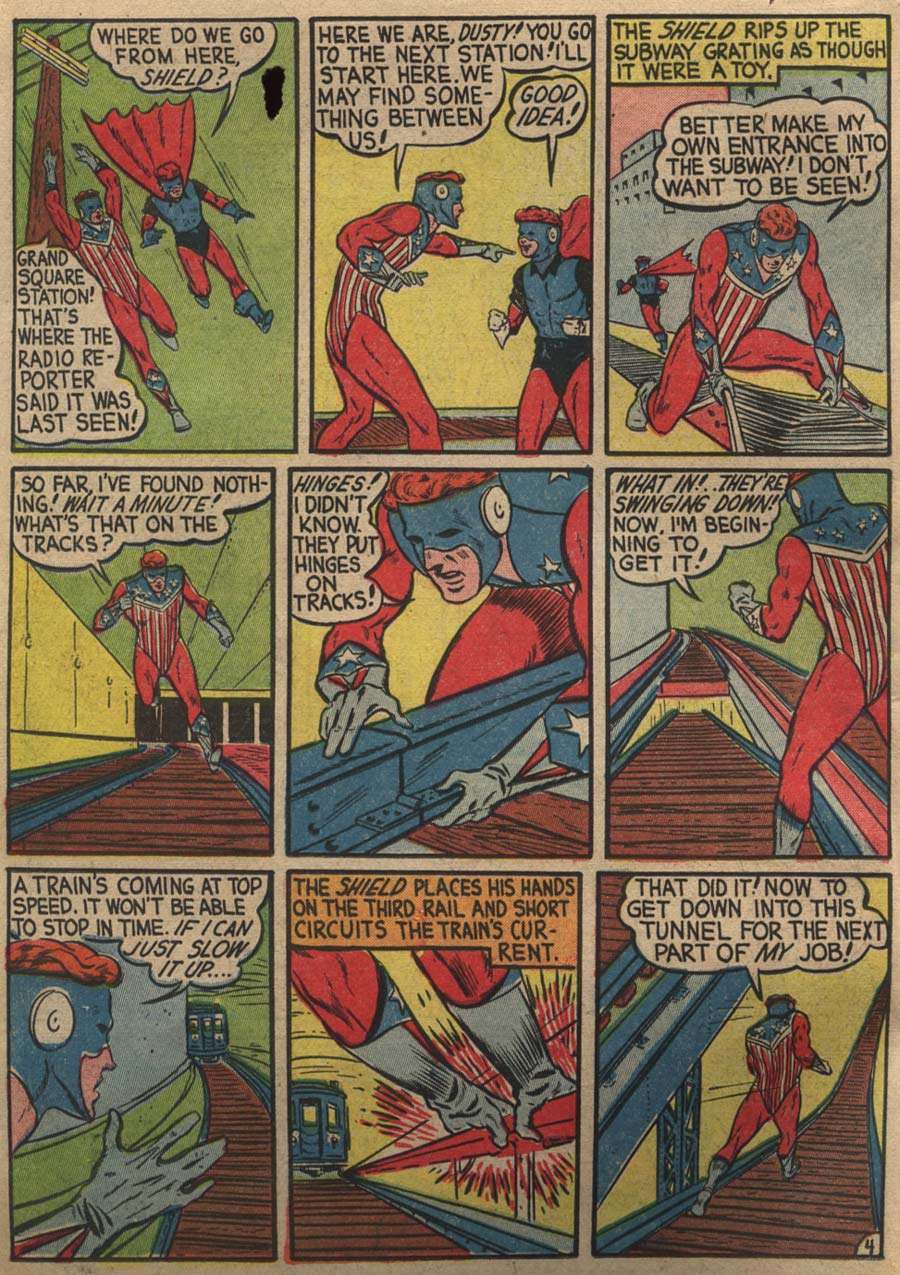 WHERE DO WE GO
FROM HERE,
SHIELD?
GRAND
SQUARE
STATION!
THAT'S
WHERE THE
RADIO RE-
PORTER
SAID IT WAS
LAST SEEN!
HERE WE ARE, DUSTY! YOU GO
TO THE NEXT STATION! I'LL
START HERE. WE
MAY FIND SOME-
THING BETWEEN
US!
GOOD
IDEA!
THE SHIELD RIPS UP THE
SUBWAY GRATING AS THOUGH
IT WERE A TOY.
BETTER MAKE MY
OWN ENTRANCE INTO
THE SUBWAY! I DON'T
WANT TO BE SEEN!
SO FAR, I'VE FOUND NOTH-
ING! WAIT A MINUTE!
WHAT'S THAT ON THE
TRACKS?
HINGES!
I DIDN'T
KNOW
THEY PUT
HINGES
ON
TRACKS!
WHAT IN!.. THEY'RE
SWINGING DOWN!
NOW, I'M BEGIN-
NING TO
GET IT!
A TRAIN'S COMING AT TOP
SPEED. IT WON'T BE ABLE
TO STOP IN TIME. IF I CAN
JUST SLOW
IT UP....
THE SHIELD PLACES HIS HANDS
ON THE THIRD RAIL AND SHORT
CIRCUITS THE TRAIN'S CUR-
RENT.
THAT DID IT! NOW TO
GET DOWN INTO THIS
TUNNEL FOR THE NEXT
PART OF MY JOB!
4